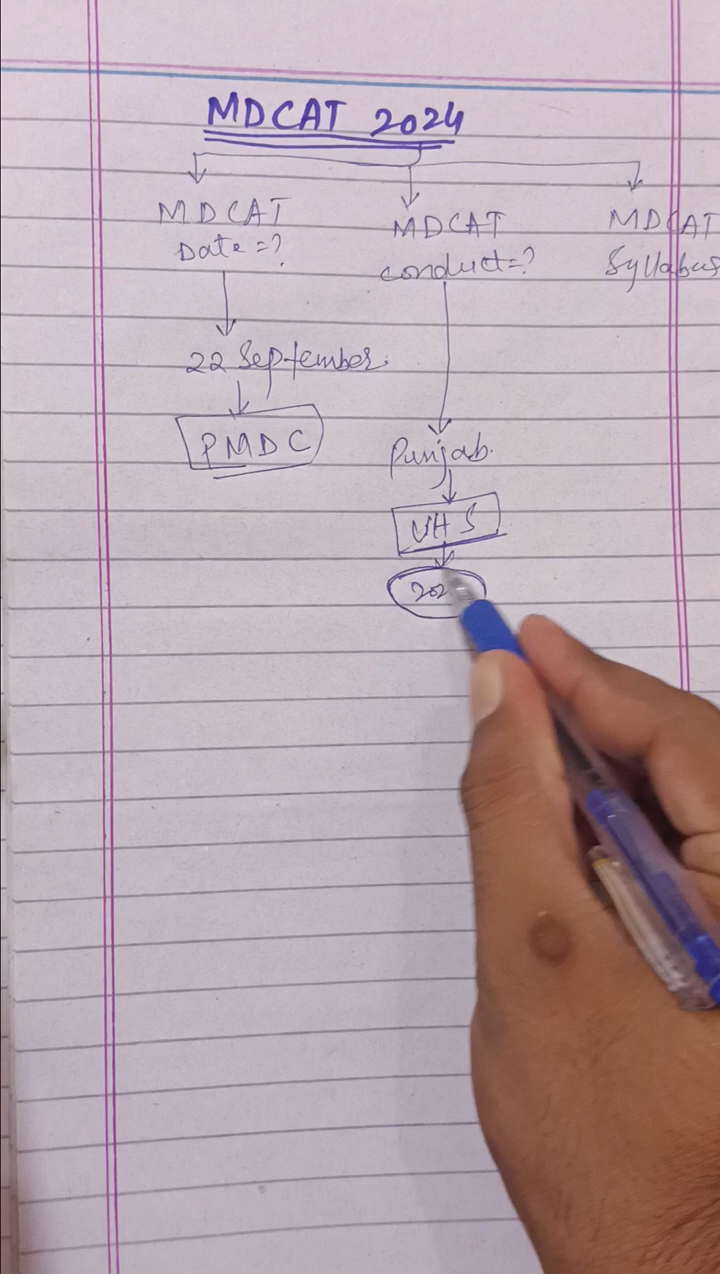 MDCAT 2024
MDCAT
Date=?
MDCAT
conduct=?
MDCAT
Syllabus
22 September.
PMDC
Punjab.
UHS